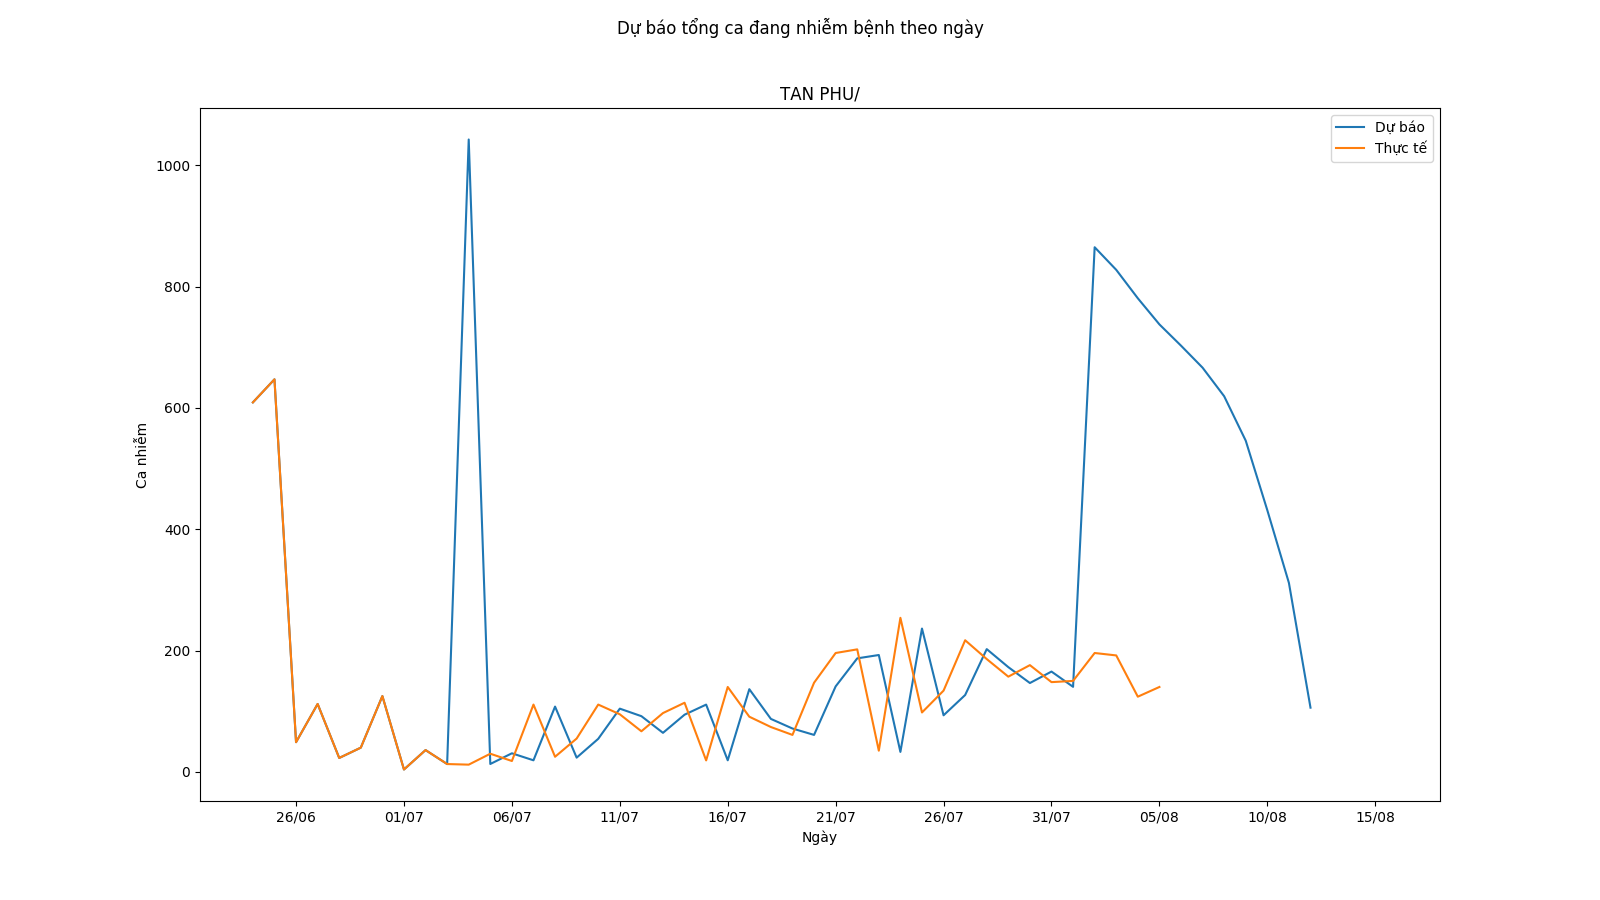 Dự báo tổng ca đang nhiễm bệnh theo ngày
TAN PHU/
Dự báo
Thực tế
1000
800
600
400
200
0
Ca nhiễm
26/06 01/07 06/07 11/07 16/07 21/07 26/07 31/07 05/08 10/08 15/08
Ngày